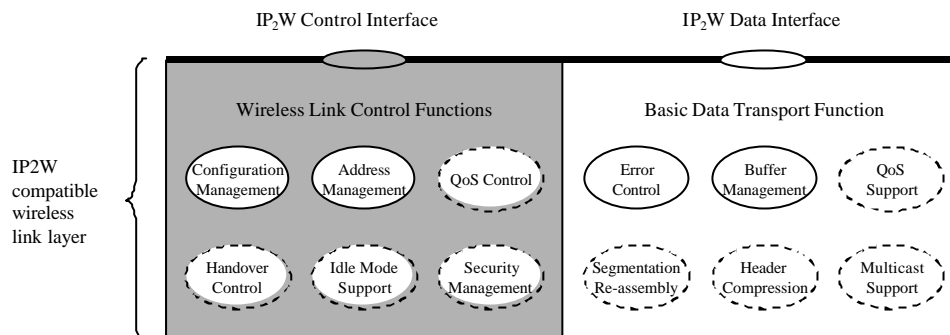 IP₂W Control Interface
IP₂W Data Interface
Wireless Link Control Functions
Basic Data Transport Function
IP2W
compatible
wireless
link layer
Configuration
Management
Address
Management
QoS Control
Error
Control
Buffer
Management
QoS
Support
Handover
Control
Idle Mode
Support
Security
Management
Segmentation
Re-assembly
Header
Compression
Multicast
Support